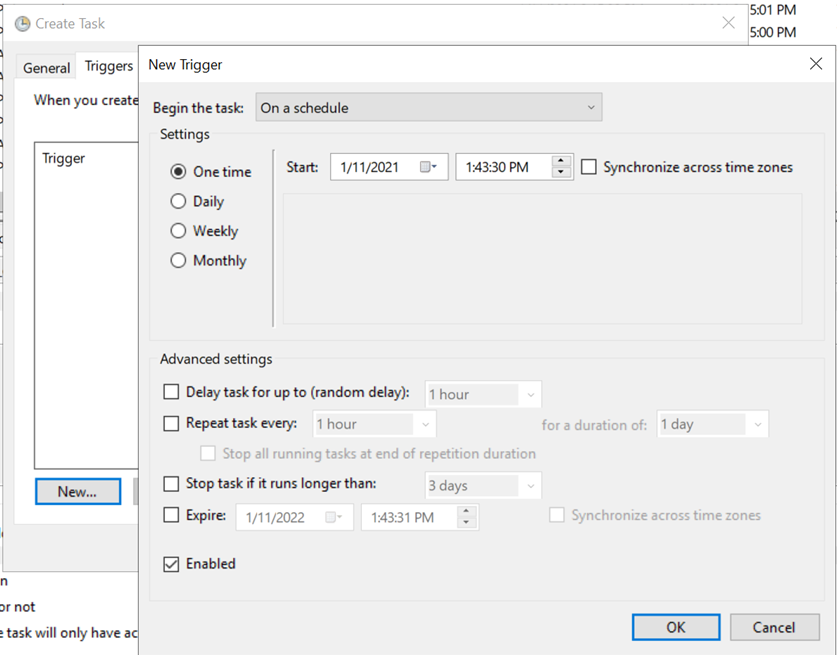 Create Task
5:01 PM
5:00 PM
General
Triggers
New Trigger
When you create
Begin the task:
On a schedule
Settings
Trigger
One time
Start:
1/11/2021
1:43:30 PM
Synchronize across time zones
Daily
Weekly
Monthly
Advanced settings
Delay task for up to (random delay):
1 hour
Repeat task every:
1 hour
for a duration of:
1 day
Stop all running tasks at end of repetition duration
New...
Stop task if it runs longer than:
3 days
Expire:
1/11/2022
1:43:31 PM
Synchronize across time zones
Enabled
n
or not
e task will only have ac
OK
Cancel